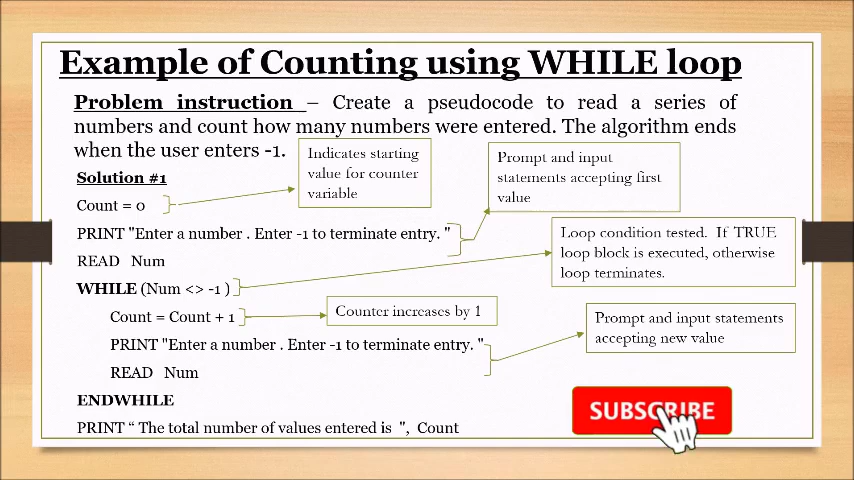 Example of Counting using WHILE loop
Problem instruction – Create a pseudocode to read a series of
numbers and count how many numbers were entered. The algorithm ends
when the user enters -1.
Indicates starting
value for counter
variable
Prompt and input
statements accepting first
value
Solution #1
Count = 0
PRINT "Enter a number . Enter -1 to terminate entry. "
READ Num
Loop condition tested. If TRUE
loop block is executed, otherwise
loop terminates.
WHILE (Num <> -1 )
Count = Count + 1
Counter increases by 1
Prompt and input statements
accepting new value
PRINT "Enter a number . Enter -1 to terminate entry. "
READ Num
ENDWHILE
PRINT “ The total number of values entered is ", Count
SUBSCRIBE